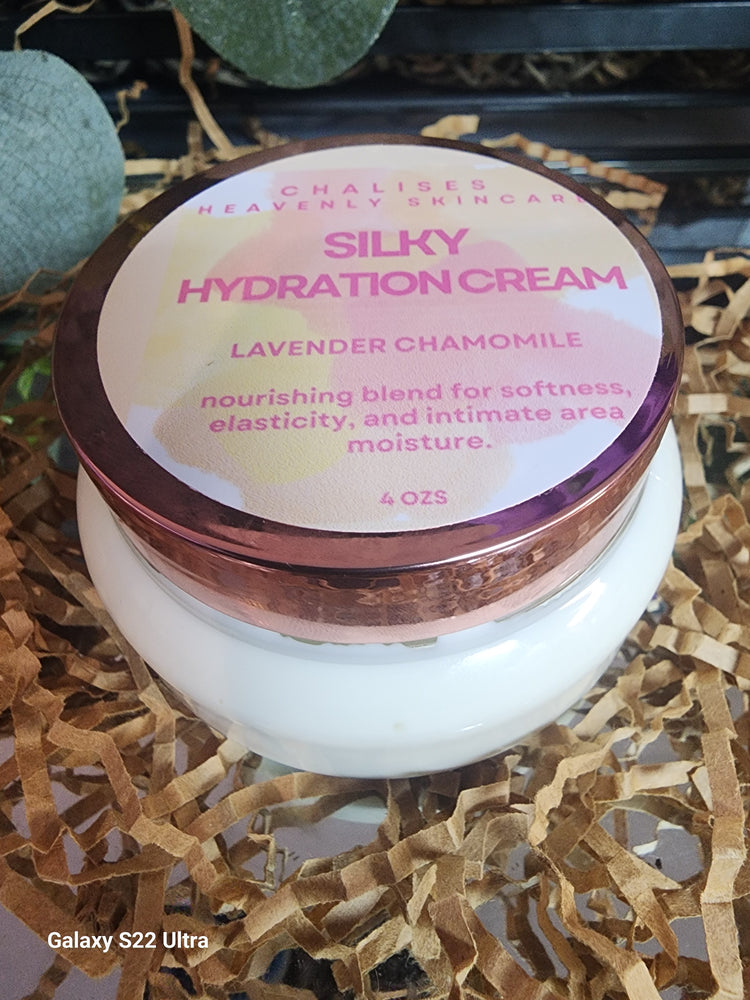 CHALISES
HEAVENLY SKINCARE
SILKY
HYDRATION CREAM
LAVENDER CHAMOMILE
nourishing blend for softness,
elasticity, and intimate area
moisture.
4 OZS
Galaxy S22 Ultra